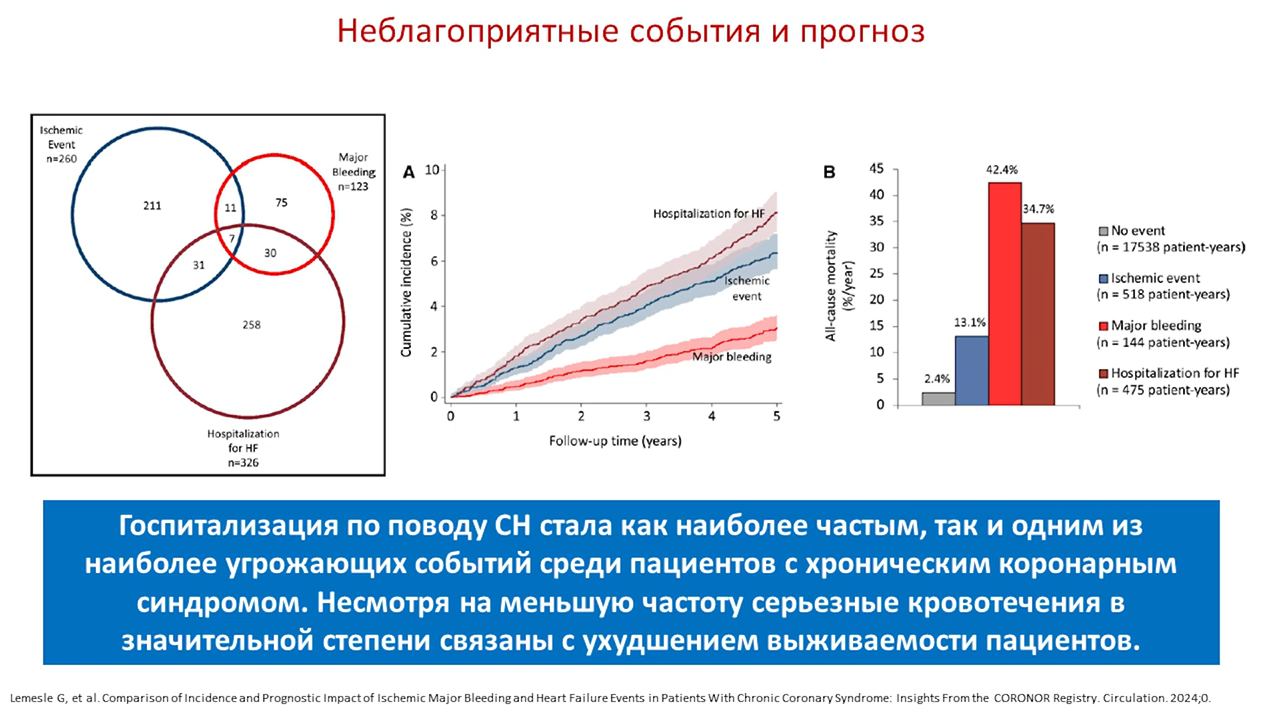 Неблагоприятные события и прогноз
Ischemic
Event
n=260
Major
Bleeding
n=123
211
11
75
7
31
30
258
Hospitalization
for HF
n=326
A
Cumulative incidence (%)
10
8
6
4
2
0
0 1 2 3 4 5
Follow-up time (years)
Hospitalization for HF
Ischemic
event
Major bleeding
B
All-cause mortality
(%/year)
45
40
35
30
25
20
15
10
5
0
2.4%
13.1%
42.4%
34.7%
No event
(n = 17538 patient-years)
Ischemic event
(n = 518 patient-years)
Major bleeding
(n = 144 patient-years)
Hospitalization for HF
(n = 475 patient-years)
Госпитализация по поводу СН стала как наиболее частым, так и одним из
наиболее угрожающих событий среди пациентов с хроническим коронарным
синдромом. Несмотря на меньшую частоту серьезные кровотечения в
значительной степени связаны с ухудшением выживаемости пациентов.
Lemesle G, et al. Comparison of Incidence and Prognostic Impact of Ischemic Major Bleeding and Heart Failure Events in Patients With Chronic Coronary Syndrome: Insights From the CORONOR Registry. Circulation. 2024;0.